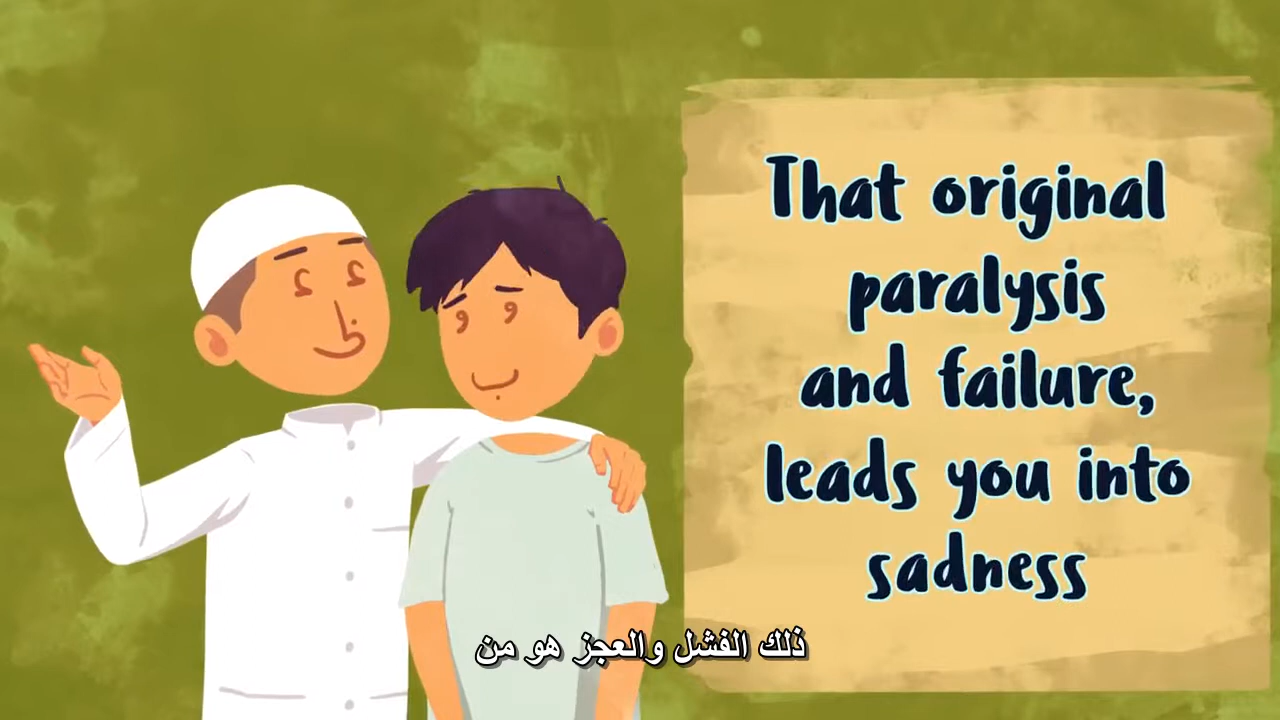 That original
paralysis
and failure,
leads you into
sadness
ذلك الفشل والعجز هو من